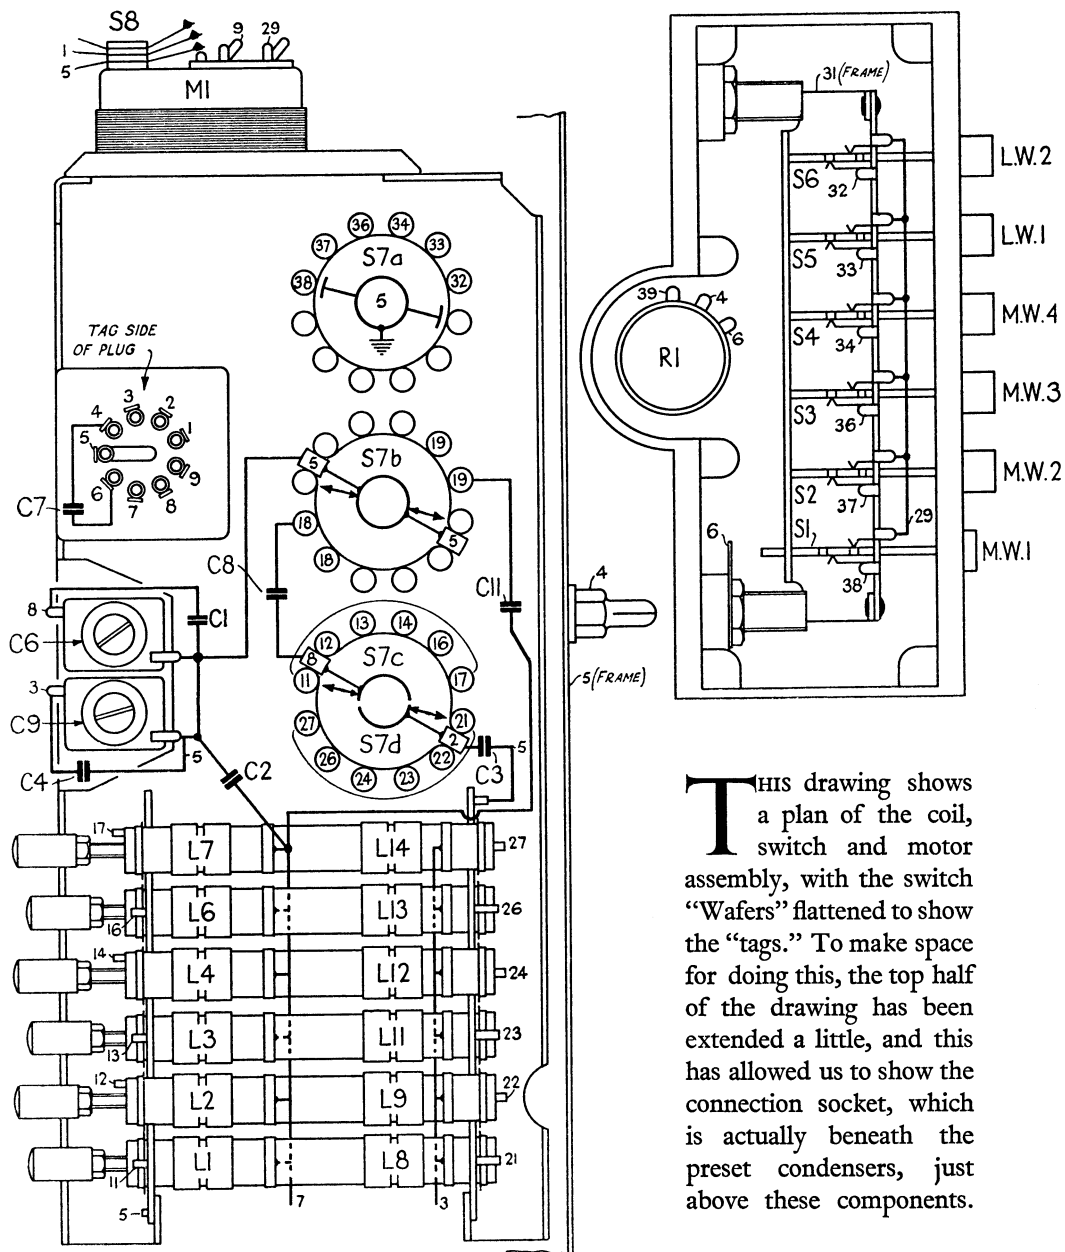 S8
1
5
9
29
M1
31 (FRAME)
L.W.2
S6
32
L.W.1
S5
33
M.W.4
S4
34
M.W.3
S3
36
M.W.2
S2
37
S1
29
M.W.1
38
6
39
4
6
R1
36
34
37
S7a
33
38
5
32
TAG SIDE
OF PLUG
3
2
4
1
5
9
6
8
7
C7
19
5
S7b
19
18
5
18
C8
C11
4
5 (FRAME)
8
C1
C6
3
C9
5
C4
C2
13
14
12
16
8
S7c
11
17
27
21
S7d
2
26
22
24
23
C3
5
17
L7
L14
27
L6
L13
26
16
14
L4
L12
24
L3
L11
23
13
12
L2
L9
22
L1
L8
21
11
5
7
3
THIS drawing shows
a plan of the coil,
switch and motor
assembly, with the switch
“Wafers” flattened to show
the “tags.” To make space
for doing this, the top half
of the drawing has been
extended a little, and this
has allowed us to show the
connection socket, which
is actually beneath the
preset condensers, just
above these components.